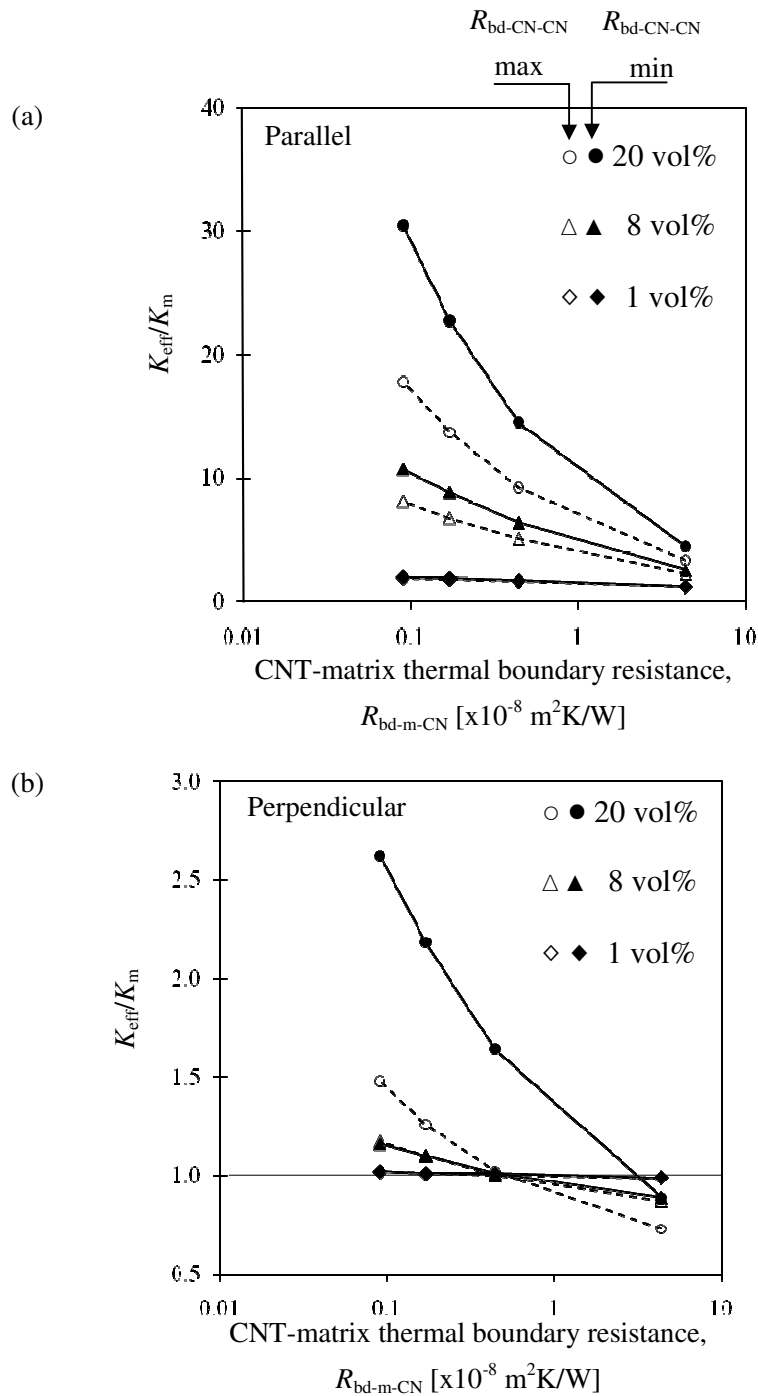 R_bd-CN-CN R_bd-CN-CN
max min
(a)
40
30
20
10
0
K_eff/K_m
Parallel
20 vol%
8 vol%
1 vol%
0.01 0.1 1 10
CNT-matrix thermal boundary resistance,
R_bd-m-CN [x10^-8 m^2K/W]
(b)
3.0
2.5
2.0
1.5
1.0
0.5
K_eff/K_m
Perpendicular
20 vol%
8 vol%
1 vol%
0.01 0.1 1 10
CNT-matrix thermal boundary resistance,
R_bd-m-CN [x10^-8 m^2K/W]